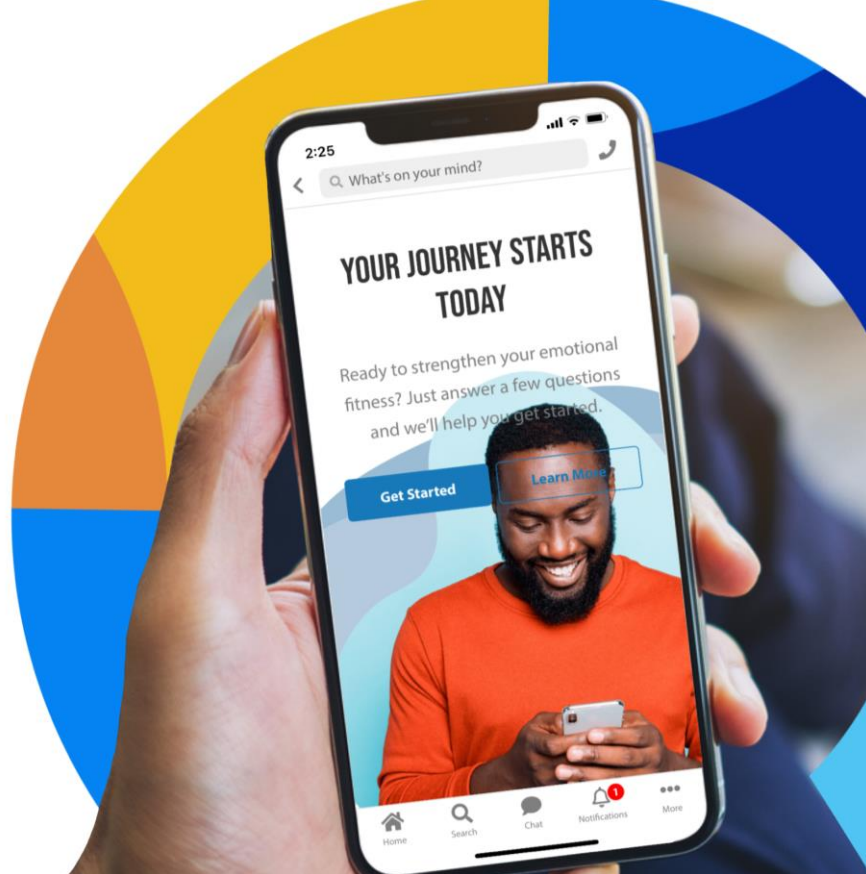 2:25
What's on your mind?
YOUR JOURNEY STARTS
TODAY
Ready to strengthen your emotional
fitness? Just answer a few questions
and we'll help you get started.
Get Started
Learn More
Home
Search
Chat
1
Notifications
More